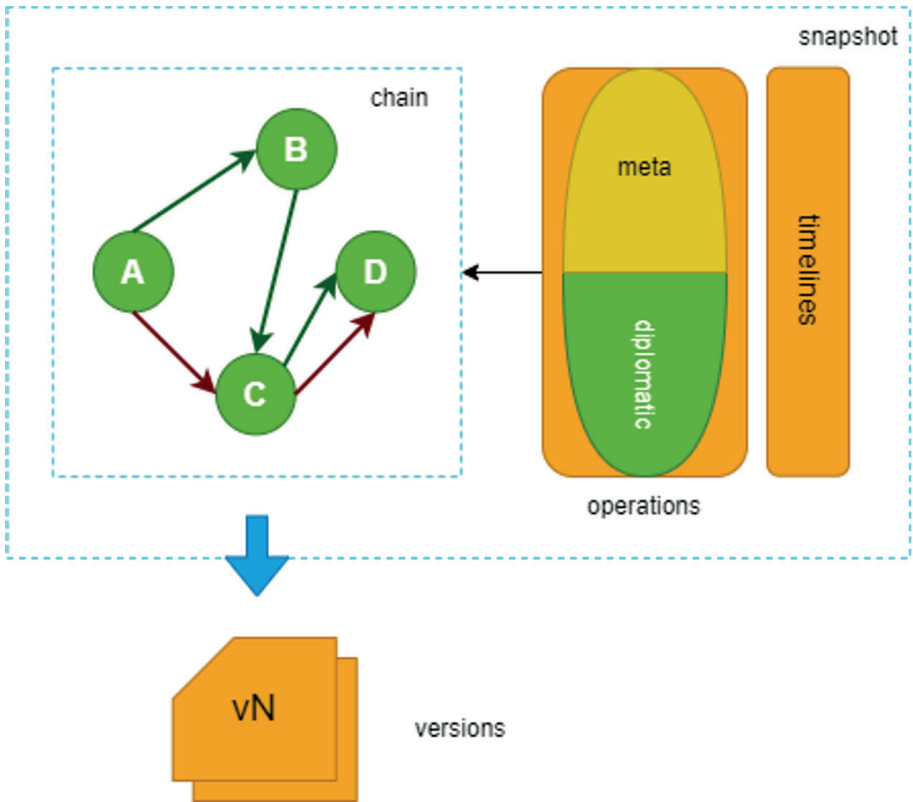 snapshot
chain
B
A
D
C
meta
diplomatic
timelines
operations
vN
versions